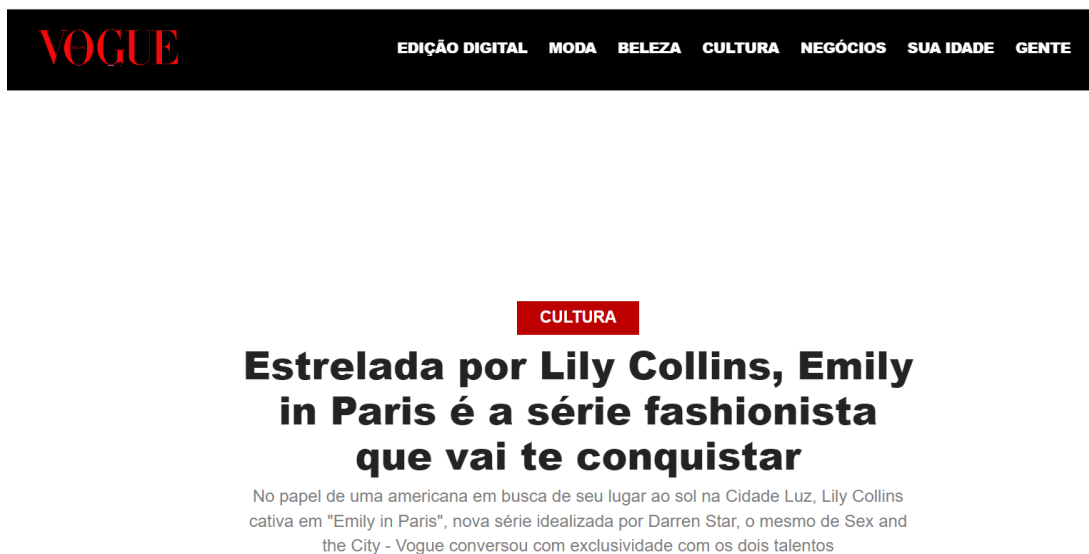 VOGUE
EDIÇÃO DIGITAL MODA BELEZA CULTURA NEGÓCIOS SUA IDADE GENTE
CULTURA
Estrelada por Lily Collins, Emily
in Paris é a série fashionista
que vai te conquistar
No papel de uma americana em busca de seu lugar ao sol na Cidade Luz, Lily Collins
cativa em "Emily in Paris", nova série idealizada por Darren Star, o mesmo de Sex and
the City - Vogue conversou com exclusividade com os dois talentos